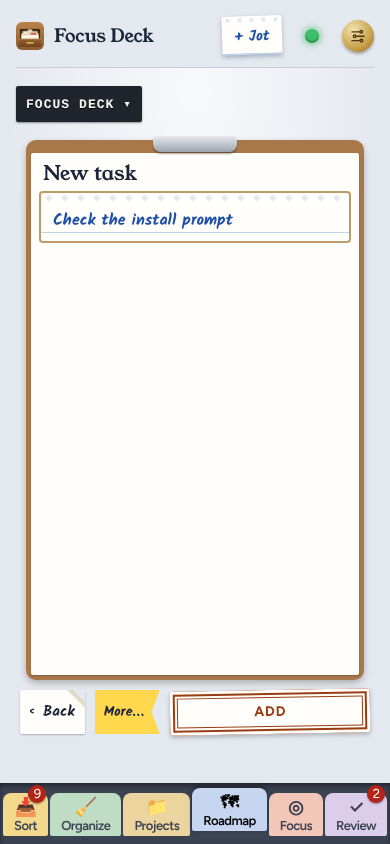 Focus Deck
+ Jot
FOCUS DECK ▾
New task
Check the install prompt
‹ Back
More...
ADD
9
2
Sort
Organize
Projects
Roadmap
Focus
Review